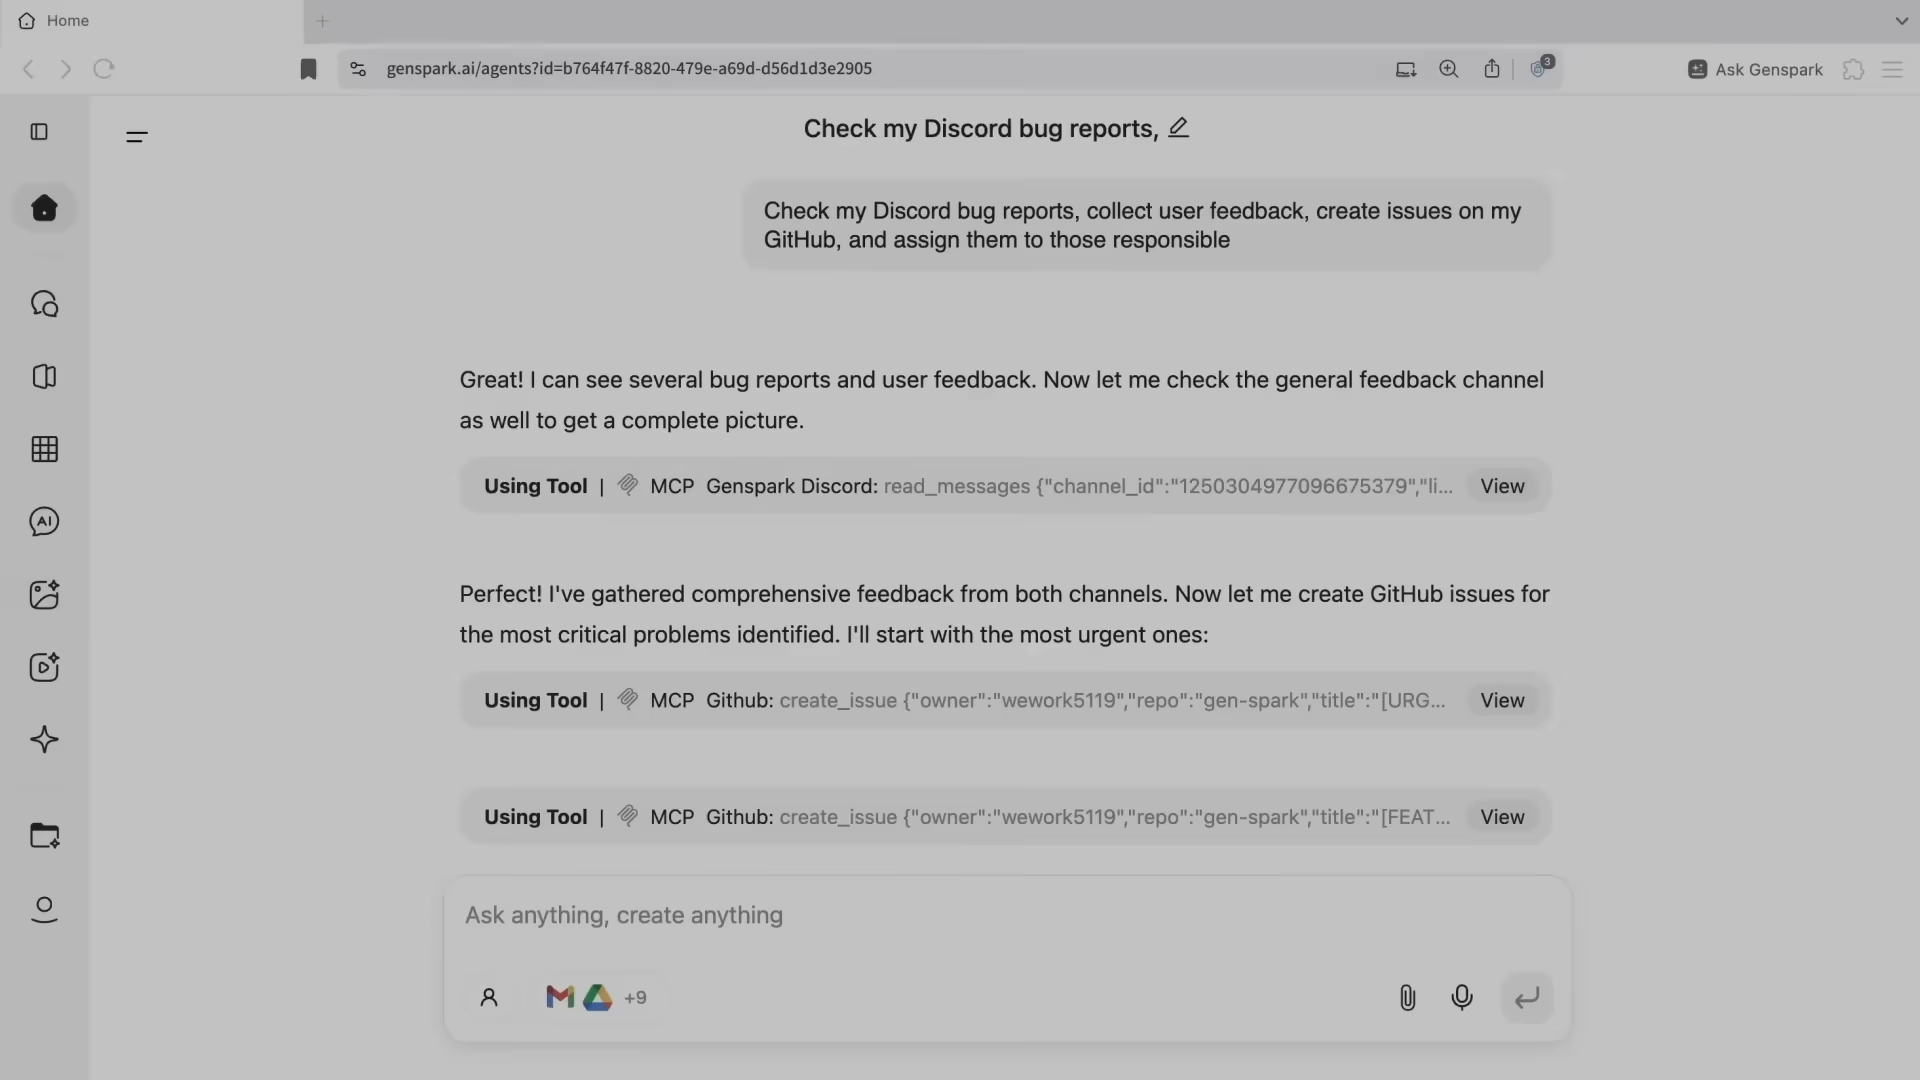 Home
genspark.ai/agents?id=b764f47f-8820-479e-a69d-d56d1d3e2905
3
Ask Genspark
Check my Discord bug reports,
Check my Discord bug reports, collect user feedback, create issues on my
GitHub, and assign them to those responsible
Great! I can see several bug reports and user feedback. Now let me check the general feedback channel
as well to get a complete picture.
Using Tool | MCP Genspark Discord: read_messages {"channel_id":"1250304977096675379","li... View
Perfect! I've gathered comprehensive feedback from both channels. Now let me create GitHub issues for
the most critical problems identified. I'll start with the most urgent ones:
Using Tool | MCP Github: create_issue {"owner":"wework5119","repo":"gen-spark","title":"[URG... View
Using Tool | MCP Github: create_issue {"owner":"wework5119","repo":"gen-spark","title":"[FEAT... View
AI
Ask anything, create anything
+9